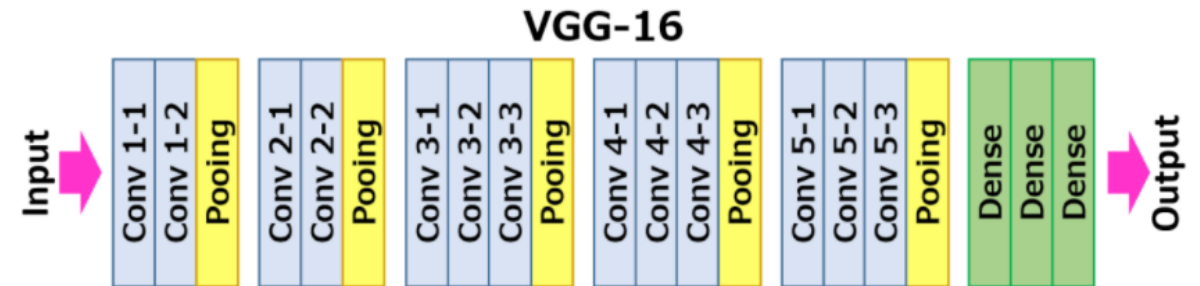 VGG-16
Input
Conv 1-1
Conv 1-2
Pooing
Conv 2-1
Conv 2-2
Pooing
Conv 3-1
Conv 3-2
Conv 3-3
Pooing
Conv 4-1
Conv 4-2
Conv 4-3
Pooing
Conv 5-1
Conv 5-2
Conv 5-3
Pooing
Dense
Dense
Dense
Output